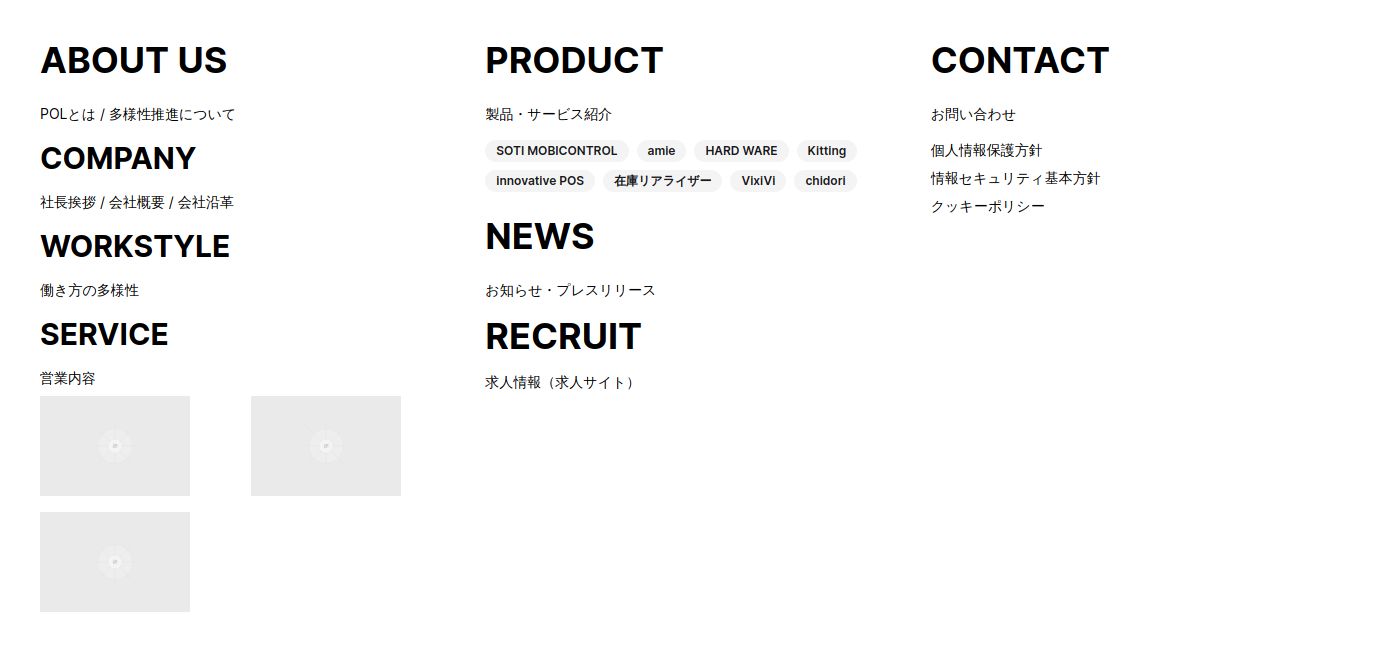 ABOUT US
POLとは / 多様性推進について
COMPANY
社長挨拶 / 会社概要 / 会社沿革
WORKSTYLE
働き方の多様性
SERVICE
営業内容
PRODUCT
製品・サービス紹介
SOTI MOBICONTROL amie HARD WARE Kitting
innovative POS 在庫リアライザー VixiVi chidori
NEWS
お知らせ・プレスリリース
RECRUIT
求人情報（求人サイト）
CONTACT
お問い合わせ
個人情報保護方針
情報セキュリティ基本方針
クッキーポリシー